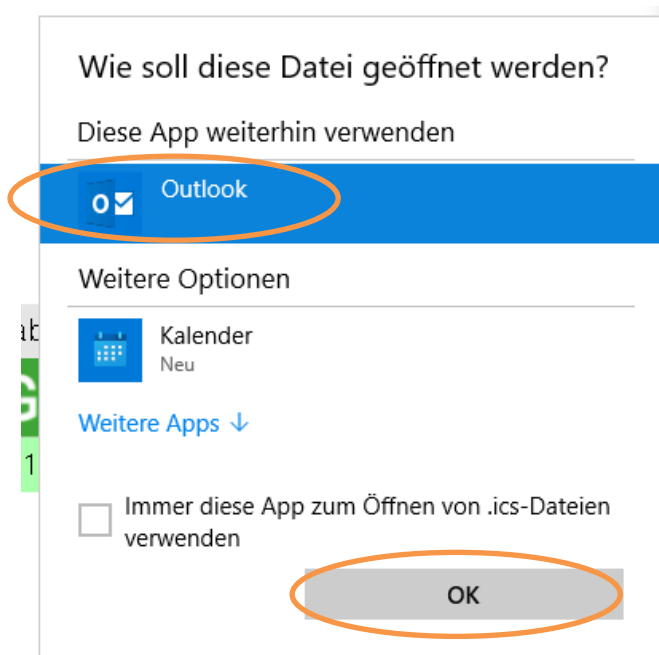 Wie soll diese Datei geöffnet werden?
Diese App weiterhin verwenden
Outlook
Weitere Optionen
Kalender
Neu
Weitere Apps ↓
Immer diese App zum Öffnen von .ics-Dateien
verwenden
OK
1